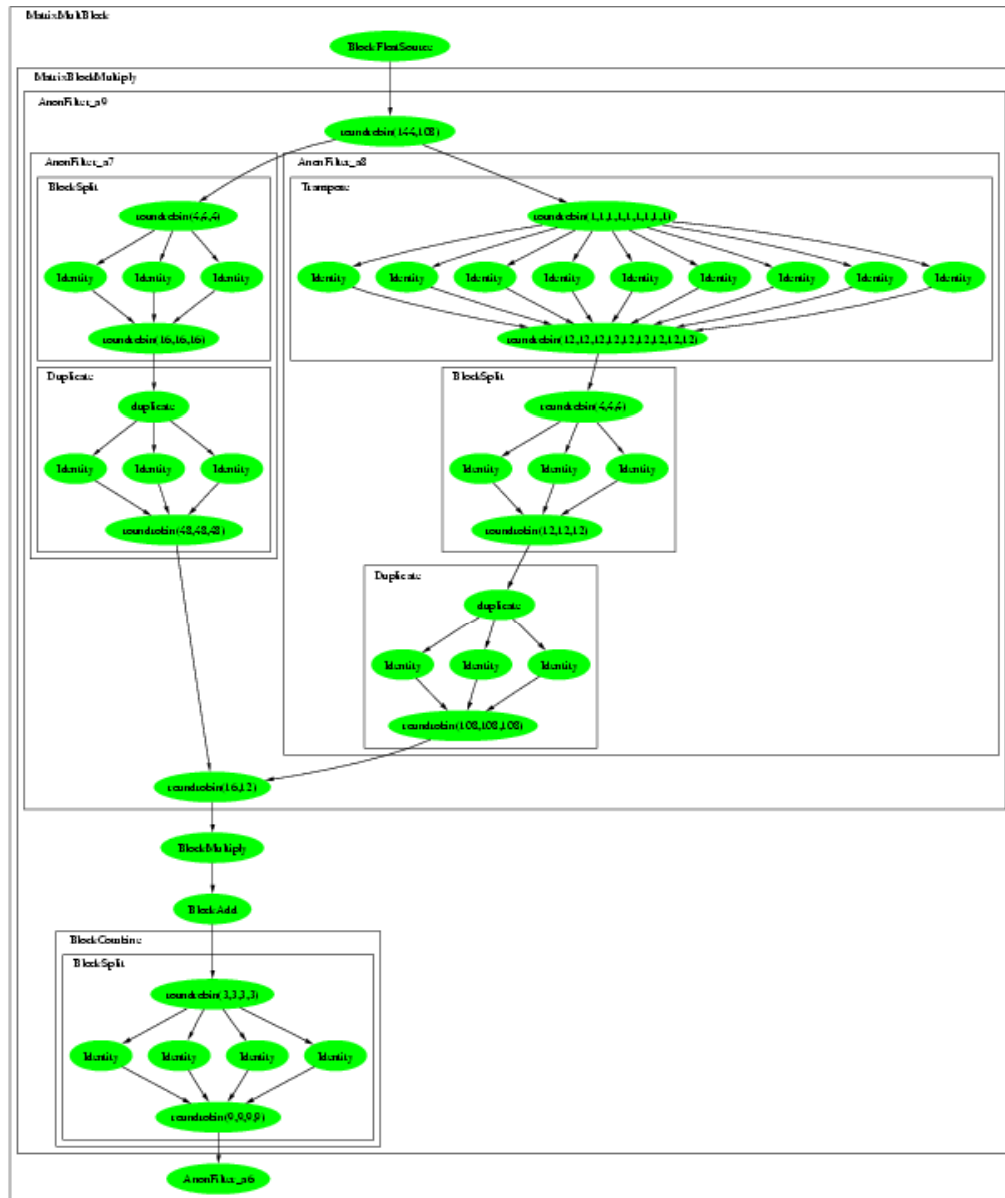 MatrixMultBlock
BlockFloatSource
MatrixBlockMultiply
AnonFilter_a9
roundrobin(144,108)
AnonFilter_a7
AnonFilter_a8
BlockSplit
Transpose
roundrobin(4,4,4)
roundrobin(1,1,1,1,1,1,1,1,1)
Identity Identity Identity
Identity Identity Identity Identity Identity Identity Identity Identity Identity
roundrobin(16,16,16)
roundrobin(12,12,12,12,12,12,12,12,12)
Duplicate
BlockSplit
duplicate
roundrobin(4,4,4)
Identity Identity Identity
Identity Identity Identity
roundrobin(48,48,48)
roundrobin(12,12,12)
Duplicate
duplicate
Identity Identity Identity
roundrobin(108,108,108)
roundrobin(16,12)
BlockMultiply
BlockAdd
BlockCombine
BlockSplit
roundrobin(3,3,3,3)
Identity Identity Identity Identity
roundrobin(9,9,9,9)
AnonFilter_a6